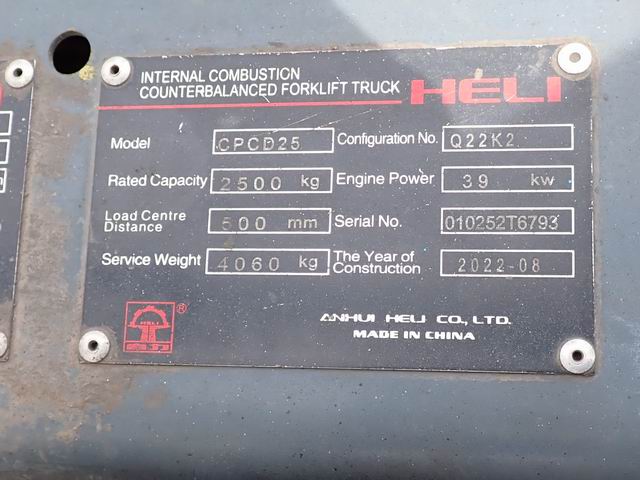 INTERNAL COMBUSTION
COUNTERBALANCED FORKLIFT TRUCK
HELI
Model CPCD25 Configuration No. Q22K2
Rated Capacity 2500 kg Engine Power 39 kw
Load Centre Distance 500 mm Serial No. 010252T6793
Service Weight 4060 kg The Year of Construction 2022-08
HELI
®
ANHUI HELI CO., LTD.
MADE IN CHINA